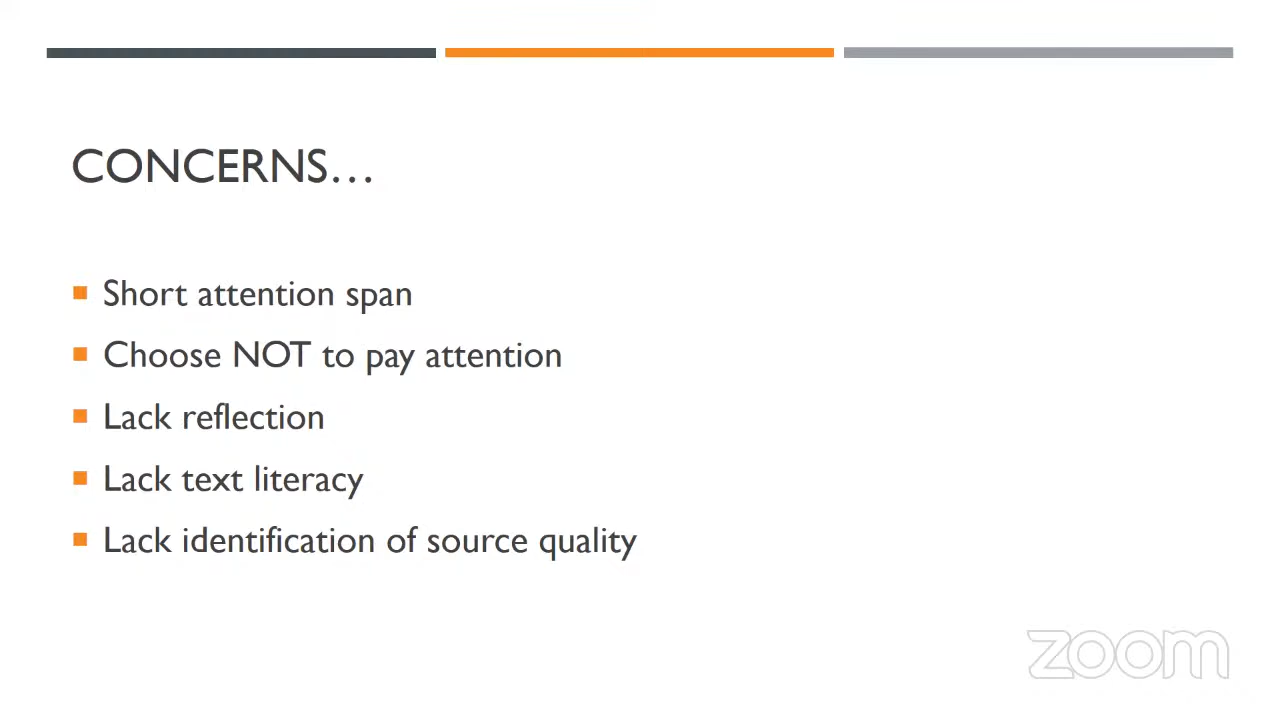 CONCERNS...
Short attention span
Choose NOT to pay attention
Lack reflection
Lack text literacy
Lack identification of source quality
zoom